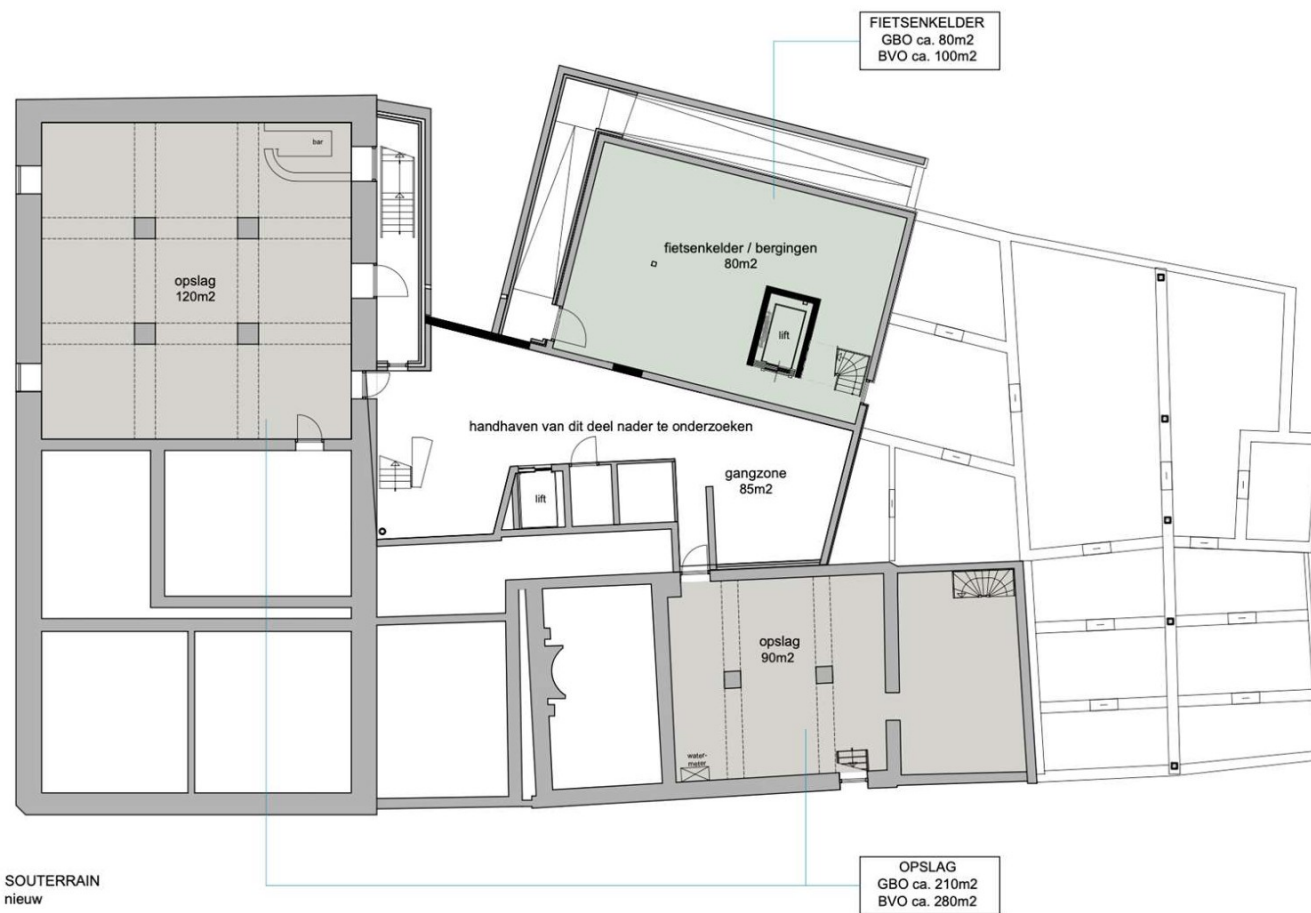 FIETSENKELDER
GBO ca. 80m2
BVO ca. 100m2
bar
fietsenkelder / bergingen
80m2
opslag
120m2
lift
handhaven van dit deel nader te onderzoeken
gangzone
85m2
lift
opslag
90m2
water-
meter
SOUTERRAIN
nieuw
OPSLAG
GBO ca. 210m2
BVO ca. 280m2